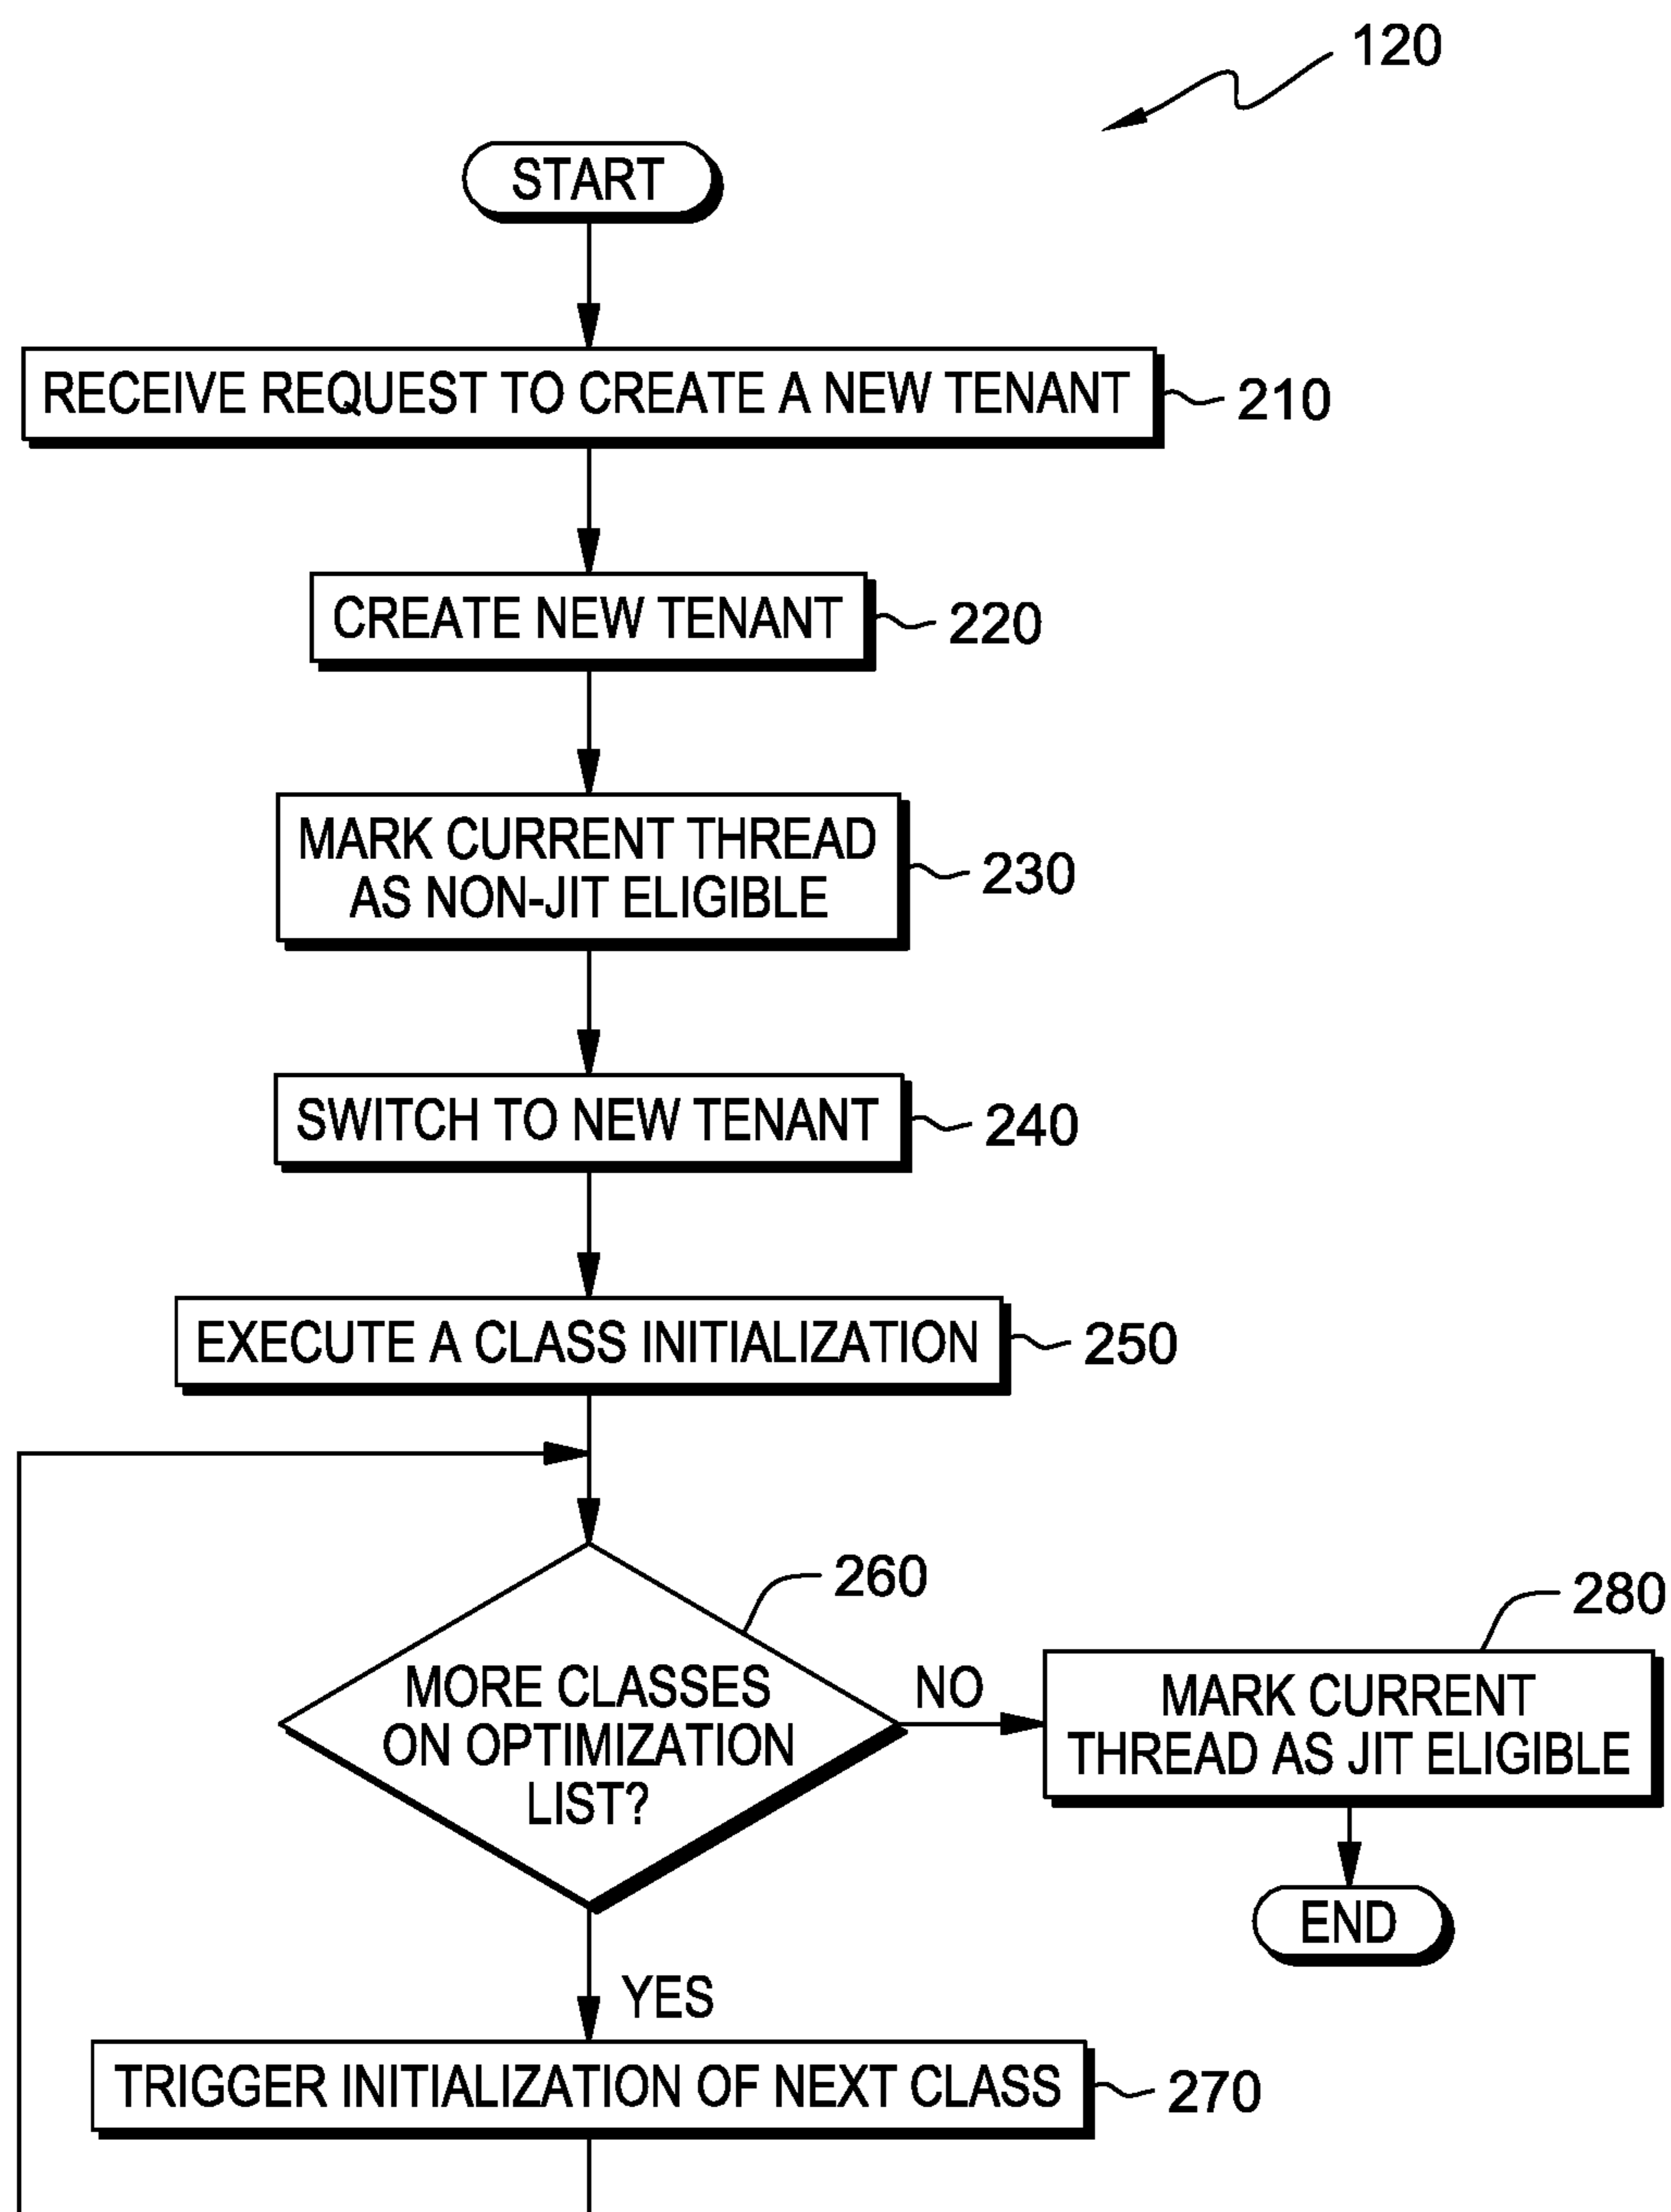 120
START
RECEIVE REQUEST TO CREATE A NEW TENANT
210
CREATE NEW TENANT
220
MARK CURRENT THREAD
AS NON-JIT ELIGIBLE
230
SWITCH TO NEW TENANT
240
EXECUTE A CLASS INITIALIZATION
250
260
MORE CLASSES
ON OPTIMIZATION
LIST?
NO
280
MARK CURRENT
THREAD AS JIT ELIGIBLE
END
YES
TRIGGER INITIALIZATION OF NEXT CLASS
270